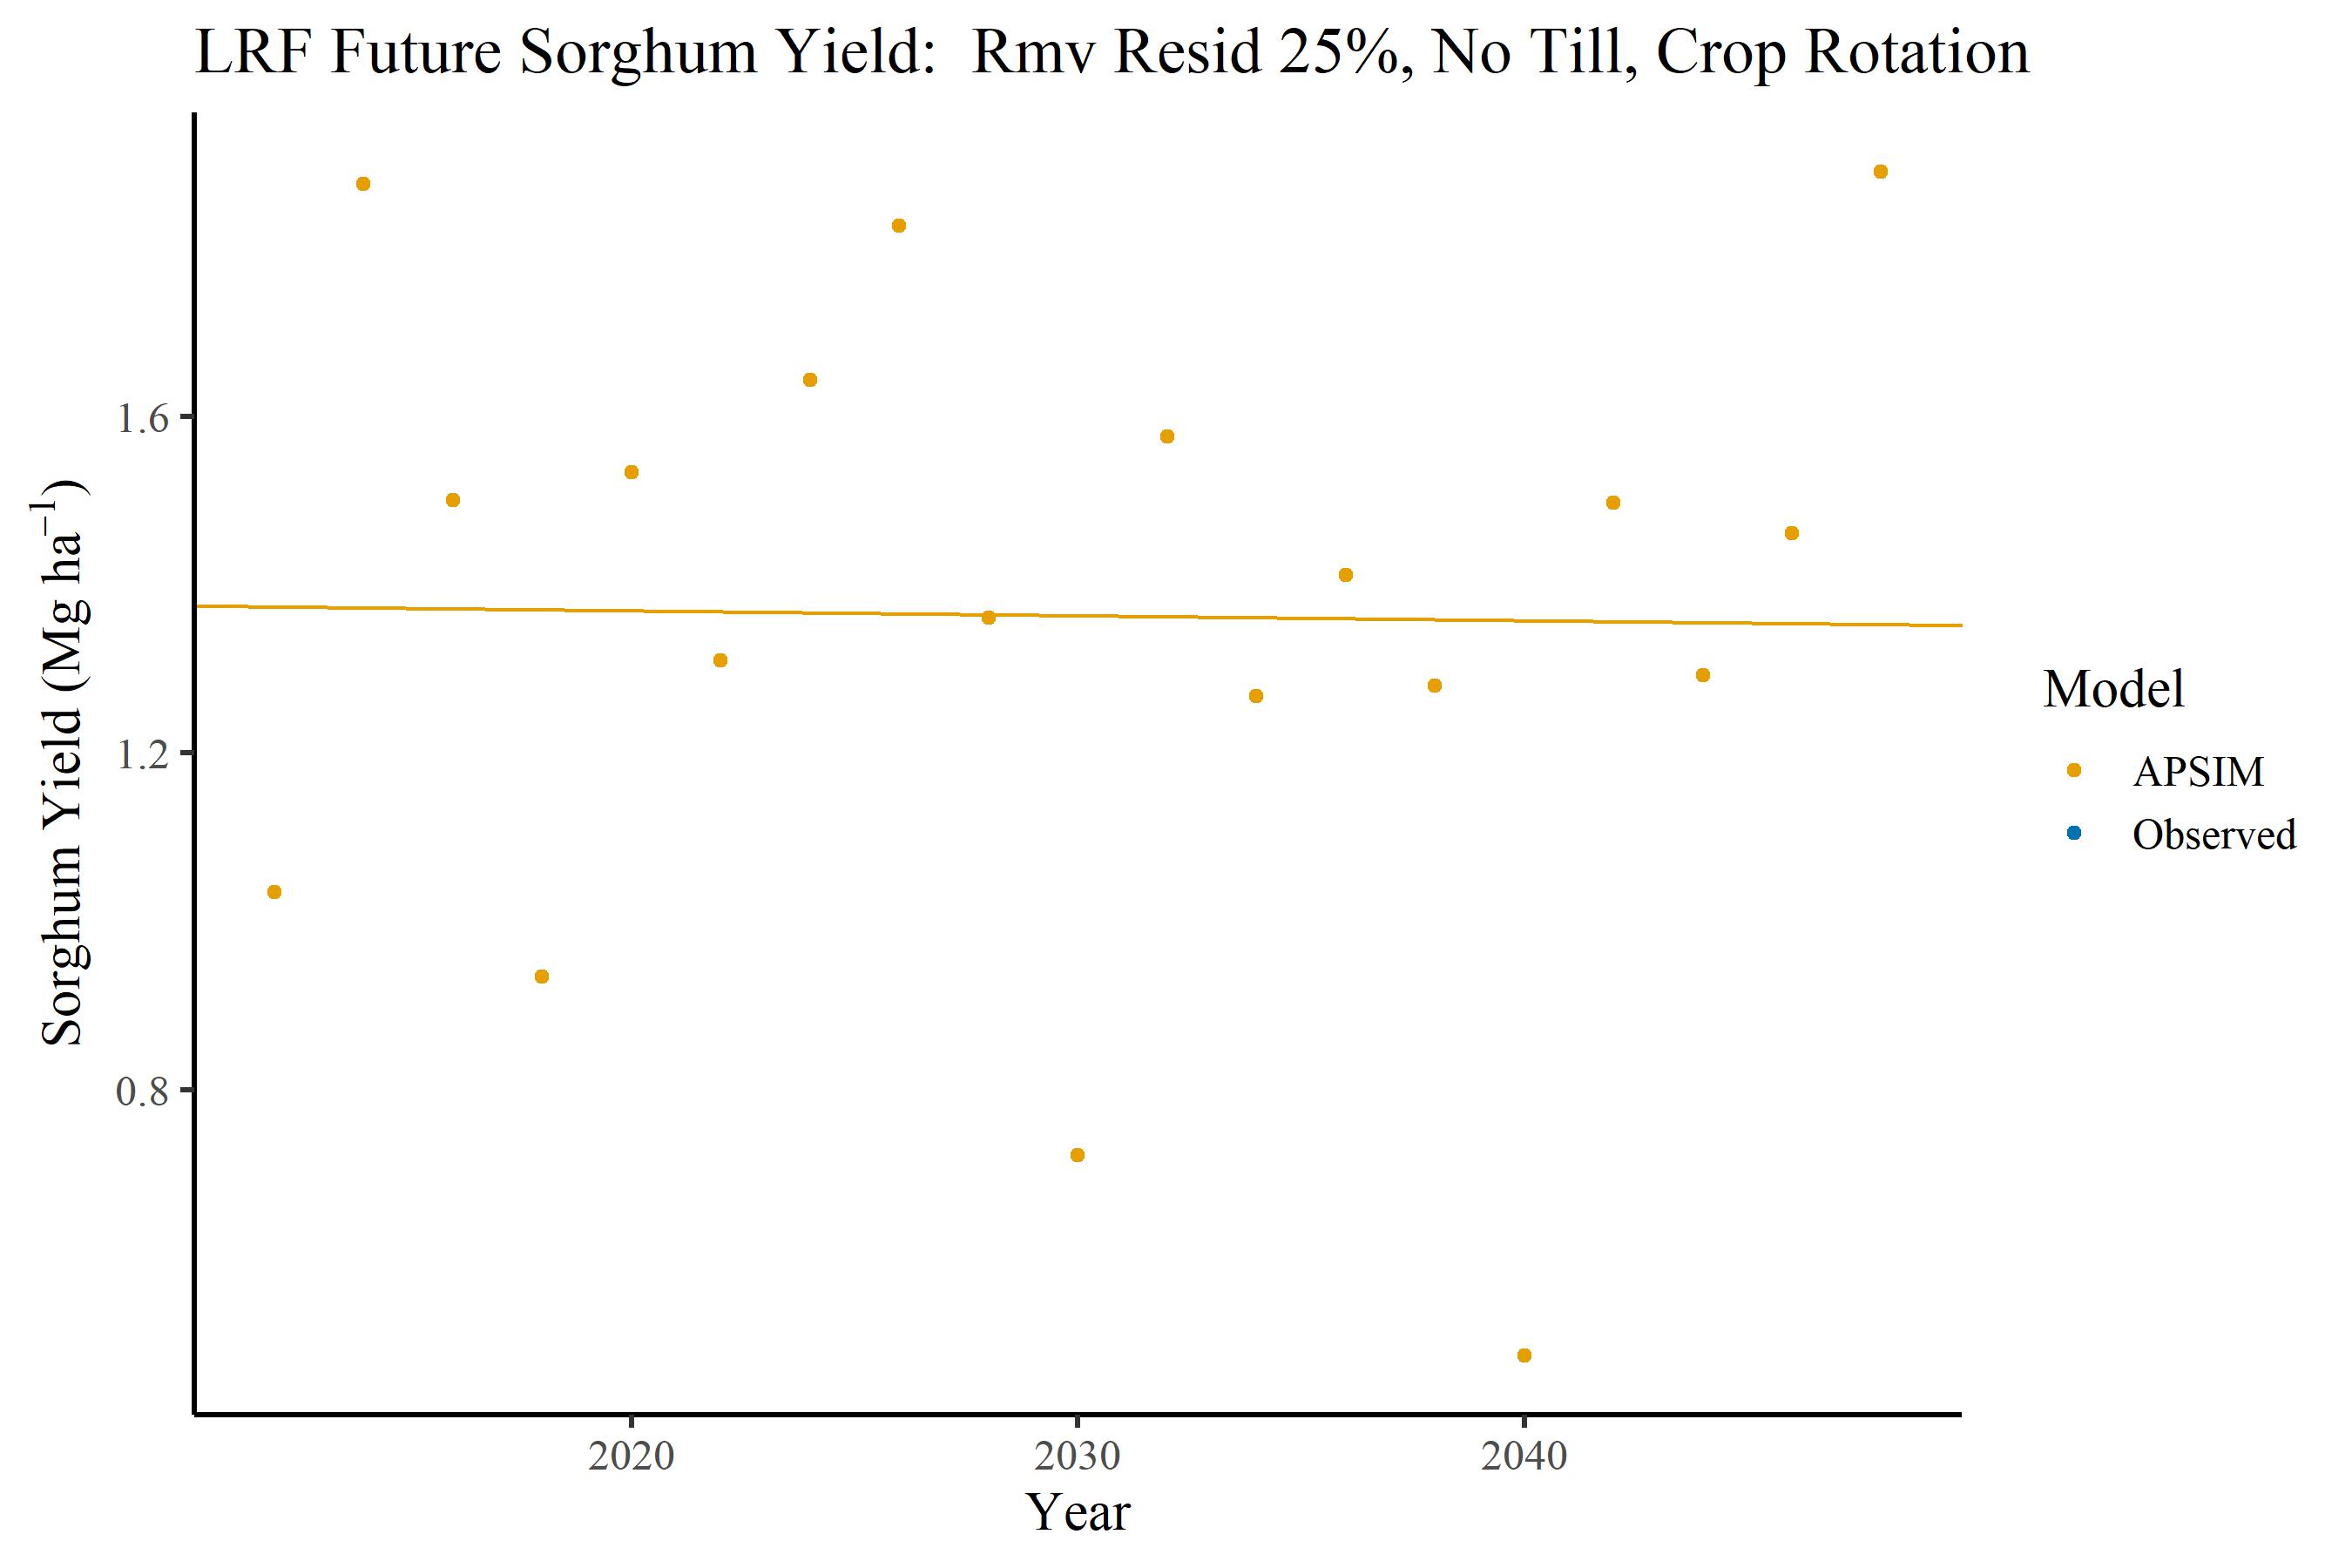 LRF Future Sorghum Yield:  Rmv Resid 25%, No Till, Crop Rotation
Sorghum Yield (Mg ha⁻¹)
1.6
1.2
0.8
2020 2030 2040
Year
Model
APSIM
Observed